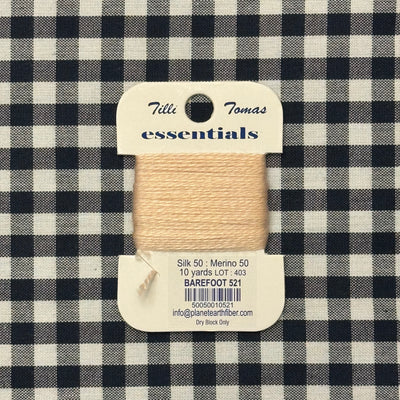 Tilli Tomas
essentials
Silk 50 : Merino 50
10 yards LOT : 403
BAREFOOT 521
50050010521
info@planetearthfiber.com
Dry Block Only